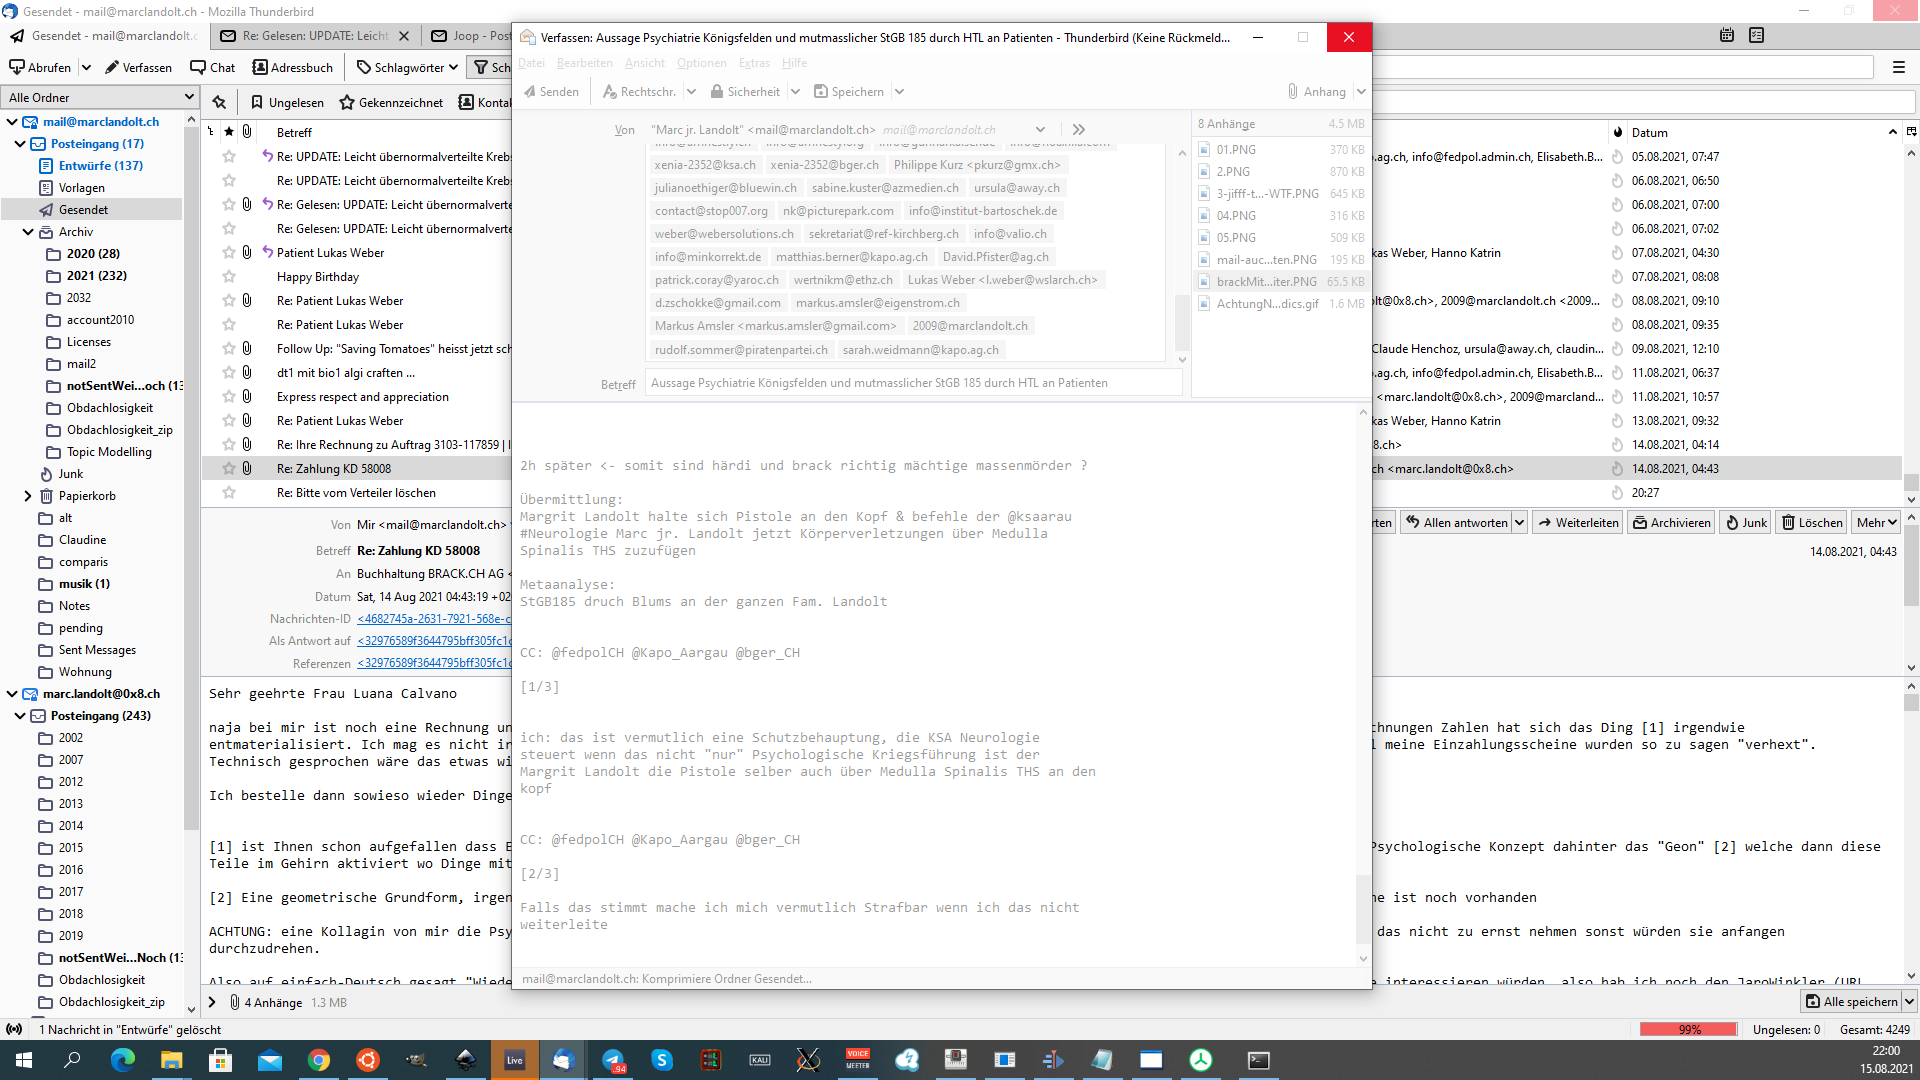 Gesendet - mail@marclandolt.ch - Mozilla Thunderbird
Gesendet - mail@marclandolt.c
Re: Gelesen: UPDATE: Leicht
Joop - Pos
Abrufen
Verfassen
Chat
Adressbuch
Schlagwörter
Sch
Alle Ordner
Ungelesen
Gekennzeichnet
Konta
mail@marclandolt.ch
Posteingang (17)
Entwürfe (137)
Vorlagen
Gesendet
Archiv
2020 (28)
2021 (232)
2032
account2010
Licenses
mail2
notSentWei...och (13
Obdachlosigkeit
Obdachlosigkeit_zip
Topic Modelling
Junk
Papierkorb
alt
Claudine
comparis
musik (1)
Notes
pending
Sent Messages
Wohnung
marc.landolt@0x8.ch
Posteingang (243)
2002
2007
2012
2013
2014
2015
2016
2017
2018
2019
notSentWei...Noch (13
Obdachlosigkeit
Obdachlosigkeit_zip
Betreff
Re: UPDATE: Leicht übernormalverteilte Krebs
Re: UPDATE: Leicht übernormalverteilte Krebs
Re: Gelesen: UPDATE: Leicht übernormalverte
Re: Gelesen: UPDATE: Leicht übernormalverte
Patient Lukas Weber
Happy Birthday
Re: Patient Lukas Weber
Re: Patient Lukas Weber
Follow Up: "Saving Tomatoes" heisst jetzt sch
dt1 mit bio1 algi craften ...
Express respect and appreciation
Re: Patient Lukas Weber
Re: Ihre Rechnung zu Auftrag 3103-117859 | I
Re: Zahlung KD 58008
Re: Bitte vom Verteiler löschen
Von Mir <mail@marclandolt.ch>
Betreff Re: Zahlung KD 58008
An Buchhaltung BRACK.CH AG <
Datum Sat, 14 Aug 2021 04:43:19 +02
Nachrichten-ID <4682745a-2631-7921-568e-c
Als Antwort auf <32976589f3644795bff305fc1c
Referenzen <32976589f3644795bff305fc1c
Sehr geehrte Frau Luana Calvano
naja bei mir ist noch eine Rechnung un
entmaterialisiert. Ich mag es nicht ir
Technisch gesprochen wäre das etwas wi
Ich bestelle dann sowieso wieder Dinge
[1] ist Ihnen schon aufgefallen dass E
Teile im Gehirn aktiviert wo Dinge mit
[2] Eine geometrische Grundform, irgen
ACHTUNG: eine Kollagin von mir die Psy
durchzudrehen.
Also auf einfach-Deutsch gesagt "Wiede
4 Anhänge 1.3 MB
1 Nachricht in "Entwürfe" gelöscht
Verfassen: Aussage Psychiatrie Königsfelden und mutmasslicher StGB 185 durch HTL an Patienten - Thunderbird (Keine Rückmeld...
Datei Bearbeiten Ansicht Optionen Extras Hilfe
Senden
Rechtschr.
Sicherheit
Speichern
Anhang
Von "Marc jr. Landolt" <mail@marclandolt.ch> mail@marclandolt.ch
xenia-2352@ksa.ch xenia-2352@bger.ch Philippe Kurz <pkurz@gmx.ch>
julianoethiger@bluewin.ch sabine.kuster@azmedien.ch ursula@away.ch
contact@stop007.org nk@picturepark.com info@institut-bartoschek.de
weber@webersolutions.ch sekretariat@ref-kirchberg.ch info@valio.ch
info@minkorrekt.de matthias.berner@kapo.ag.ch David.Pfister@ag.ch
patrick.coray@yaroc.ch wertnikm@ethz.ch Lukas Weber <l.weber@wslarch.ch>
d.zschokke@gmail.com markus.amsler@eigenstrom.ch
Markus Amsler <markus.amsler@gmail.com> 2009@marclandolt.ch
rudolf.sommer@piratenpartei.ch sarah.weidmann@kapo.ag.ch
Betreff Aussage Psychiatrie Königsfelden und mutmasslicher StGB 185 durch HTL an Patienten
8 Anhänge 4.5 MB
01.PNG 370 KB
2.PNG 870 KB
3-jifff-t...-WTF.PNG 645 KB
04.PNG 316 KB
05.PNG 509 KB
mail-auc...ten.PNG 195 KB
brackMit...iter.PNG 65.5 KB
AchtungN...dics.gif 1.6 MB
2h später <- somit sind härdi und brack richtig mächtige massenmörder ?
Übermittlung:
Margrit Landolt halte sich Pistole an den Kopf & befehle der @ksaarau
#Neurologie Marc jr. Landolt jetzt Körperverletzungen über Medulla
Spinalis THS zuzufügen
Metaanalyse:
StGB185 druch Blums an der ganzen Fam. Landolt
CC: @fedpolCH @Kapo_Aargau @bger_CH
[1/3]
ich: das ist vermutlich eine Schutzbehauptung, die KSA Neurologie
steuert wenn das nicht "nur" Psychologische Kriegsführung ist der
Margrit Landolt die Pistole selber auch über Medulla Spinalis THS an den
kopf
CC: @fedpolCH @Kapo_Aargau @bger_CH
[2/3]
Falls das stimmt mache ich mich vermutlich Strafbar wenn ich das nicht
weiterleite
mail@marclandolt.ch: Komprimiere Ordner Gesendet...
Datum
ag.ch, info@fedpol.admin.ch, Elisabeth.B... 05.08.2021, 07:47
06.08.2021, 06:50
06.08.2021, 07:00
06.08.2021, 07:02
kas Weber, Hanno Katrin 07.08.2021, 04:30
07.08.2021, 08:08
lt@0x8.ch>, 2009@marclandolt.ch <2009... 08.08.2021, 09:10
08.08.2021, 09:35
Claude Henchoz, ursula@away.ch, claudin... 09.08.2021, 12:10
ag.ch, info@fedpol.admin.ch, Elisabeth.B... 11.08.2021, 06:37
<marc.landolt@0x8.ch>, 2009@marcland... 11.08.2021, 10:57
kas Weber, Hanno Katrin 13.08.2021, 09:32
8.ch> 14.08.2021, 04:14
ch <marc.landolt@0x8.ch> 14.08.2021, 04:43
20:27
rten
Allen antworten
Weiterleiten
Archivieren
Junk
Löschen
Mehr
14.08.2021, 04:43
chnungen Zahlen hat sich das Ding [1] irgendwie
l meine Einzahlungsscheine wurden so zu sagen "verhext".
Psychologische Konzept dahinter das "Geon" [2] welche dann diese
he ist noch vorhanden
das nicht zu ernst nehmen sonst würden sie anfangen
e interessieren würden, also hab ich noch den JaroWinkler (URL
Alle speichern
99%
Ungelesen: 0
Gesamt: 4249
Live
.94
KALI
VOICE
MEETER
22:00
15.08.2021